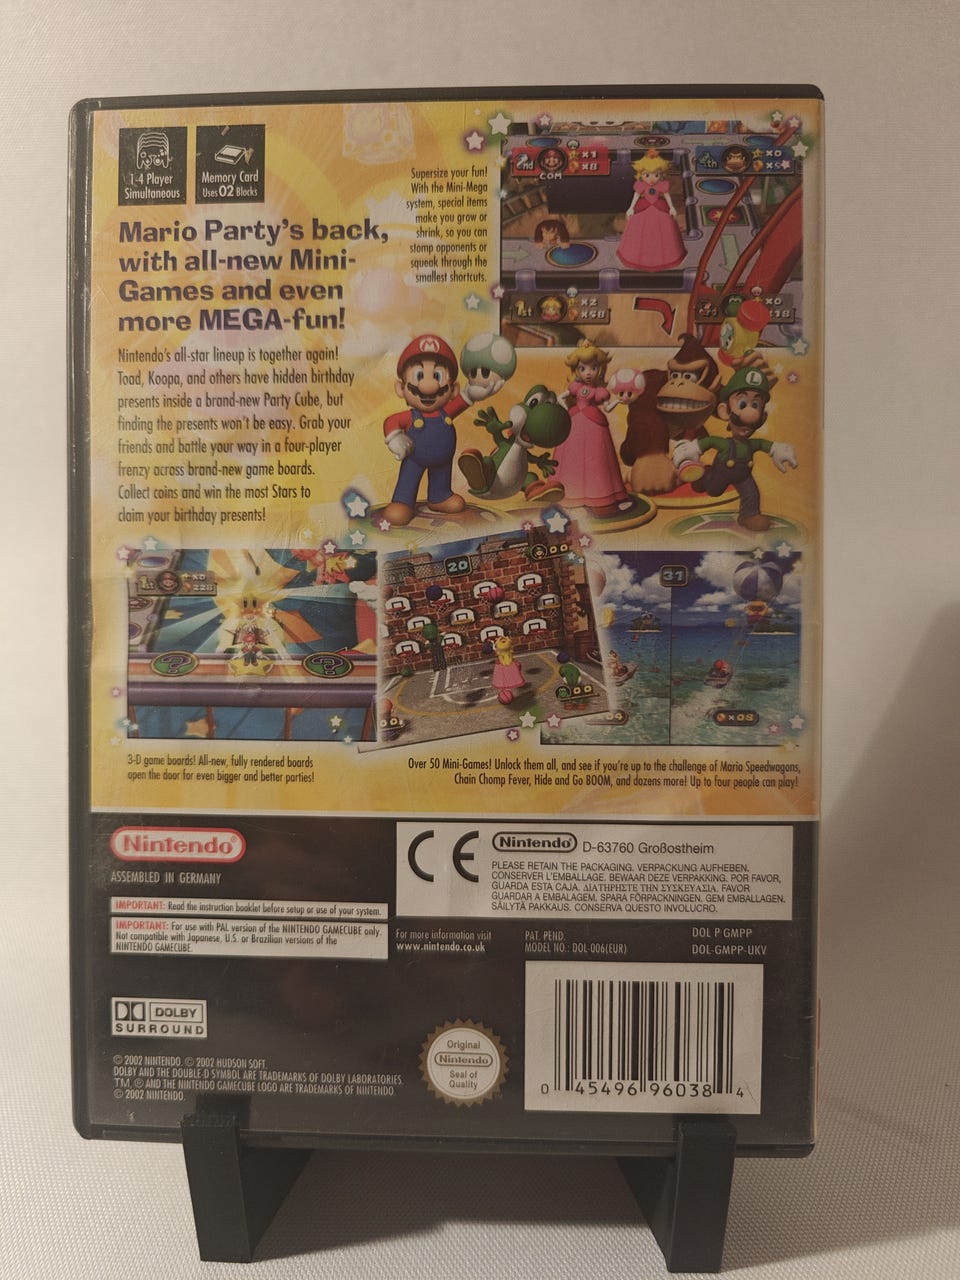 1-4 Player
Simultaneous
Memory Card
Uses 02 Blocks
Mario Party's back,
with all-new Mini-
Games and even
more MEGA-fun!
Nintendo's all-star lineup is together again!
Toad, Koopa, and others have hidden birthday
presents inside a brand-new Party Cube, but
finding the presents won't be easy. Grab your
friends and battle your way in a four-player
frenzy across brand-new game boards.
Collect coins and win the most Stars to
claim your birthday presents!
Supersize your fun!
With the Mini-Mega
system, special items
make you grow or
shrink, so you can
stomp opponents or
squeak through the
smallest shortcuts.
COM
20
31
3-D game boards! All-new, fully rendered boards
open the door for even bigger and better parties!
Over 50 Mini-Games! Unlock them all, and see if you're up to the challenge of Mario Speedwagons,
Chain Chomp Fever, Hide and Go BOOM, and dozens more! Up to four people can play!
Nintendo®
ASSEMBLED IN GERMANY
IMPORTANT: Read the instruction booklet before setup or use of your system.
IMPORTANT: For use with PAL version of the NINTENDO GAMECUBE only.
Not compatible with Japanese, U.S. or Brazilian versions of the
NINTENDO GAMECUBE.
CE
Nintendo® D-63760 Großostheim
PLEASE RETAIN THE PACKAGING. VERPACKUNG AUFHEBEN.
CONSERVER L'EMBALLAGE. BEWAAR DEZE VERPAKKING. POR FAVOR,
GUARDA ESTA CAJA. ΔΙΑΤΗΡΗΣΤΕ ΤΗΝ ΣΥΣΚΕΥΑΣΙΑ. FAVOR
GUARDAR A EMBALAGEM. SPARA FÖRPACKNINGEN. GEM EMBALLAGEN.
SÄILYTÄ PAKKAUS. CONSERVA QUESTO INVOLUCRO.
For more information visit
www.nintendo.co.uk
PAT. PEND.
MODEL NO.: DOL-006(EUR)
DOL P GMPP
DOL-GMPP-UKV
DOLBY
SURROUND
© 2002 NINTENDO. © 2002 HUDSON SOFT.
DOLBY AND THE DOUBLE-D SYMBOL ARE TRADEMARKS OF DOLBY LABORATORIES.
TM, ® AND THE NINTENDO GAMECUBE LOGO ARE TRADEMARKS OF NINTENDO.
© 2002 NINTENDO.
Original
Nintendo
Seal of
Quality
0 45496 96038 4